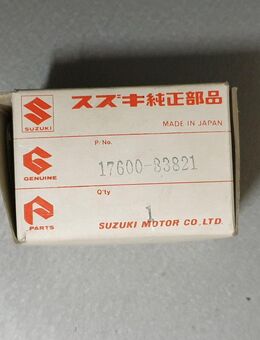 スズキ純正部品
SUZUKI
MADE IN JAPAN
P/No.
17600-83821
GENUINE
Q'ty
1
PARTS
SUZUKI MOTOR CO., LTD.